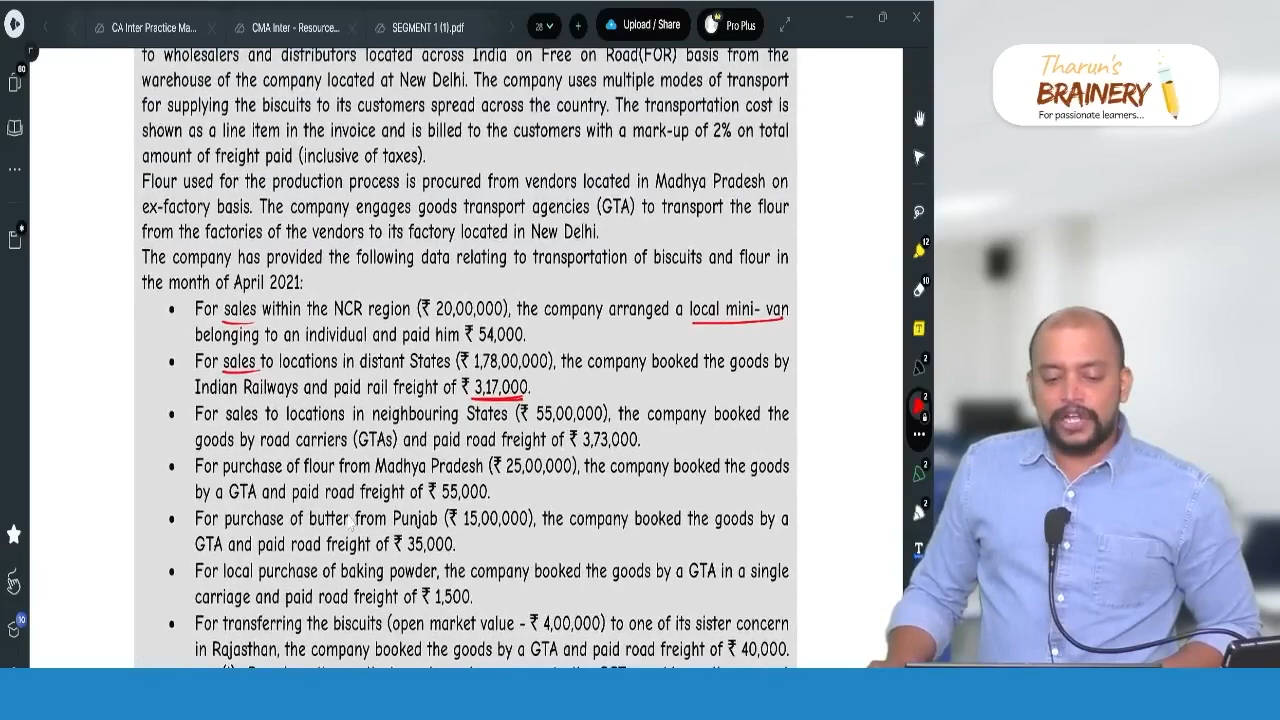 CA Inter Practice Ma...
CMA Inter - Resource...
SEGMENT 1 (1).pdf
28
Upload / Share
Pro Plus
to wholesalers and distributors located across India on Free on Road(FOR) basis from the
warehouse of the company located at New Delhi. The company uses multiple modes of transport
for supplying the biscuits to its customers spread across the country. The transportation cost is
shown as a line item in the invoice and is billed to the customers with a mark-up of 2% on total
amount of freight paid (inclusive of taxes).
Flour used for the production process is procured from vendors located in Madhya Pradesh on
ex-factory basis. The company engages goods transport agencies (GTA) to transport the flour
from the factories of the vendors to its factory located in New Delhi.
The company has provided the following data relating to transportation of biscuits and flour in
the month of April 2021:
• For sales within the NCR region (₹ 20,00,000), the company arranged a local mini- van
belonging to an individual and paid him ₹ 54,000.
• For sales to locations in distant States (₹ 1,78,00,000), the company booked the goods by
Indian Railways and paid rail freight of ₹ 3,17,000.
• For sales to locations in neighbouring States (₹ 55,00,000), the company booked the
goods by road carriers (GTAs) and paid road freight of ₹ 3,73,000.
• For purchase of flour from Madhya Pradesh (₹ 25,00,000), the company booked the goods
by a GTA and paid road freight of ₹ 55,000.
• For purchase of butter from Punjab (₹ 15,00,000), the company booked the goods by a
GTA and paid road freight of ₹ 35,000.
• For local purchase of baking powder, the company booked the goods by a GTA in a single
carriage and paid road freight of ₹ 1,500.
• For transferring the biscuits (open market value - ₹ 4,00,000) to one of its sister concern
in Rajasthan, the company booked the goods by a GTA and paid road freight of ₹ 40,000.
Tharun's
BRAINERY
For passionate learners...
80
10
12
10
T
2
2
2
2
T